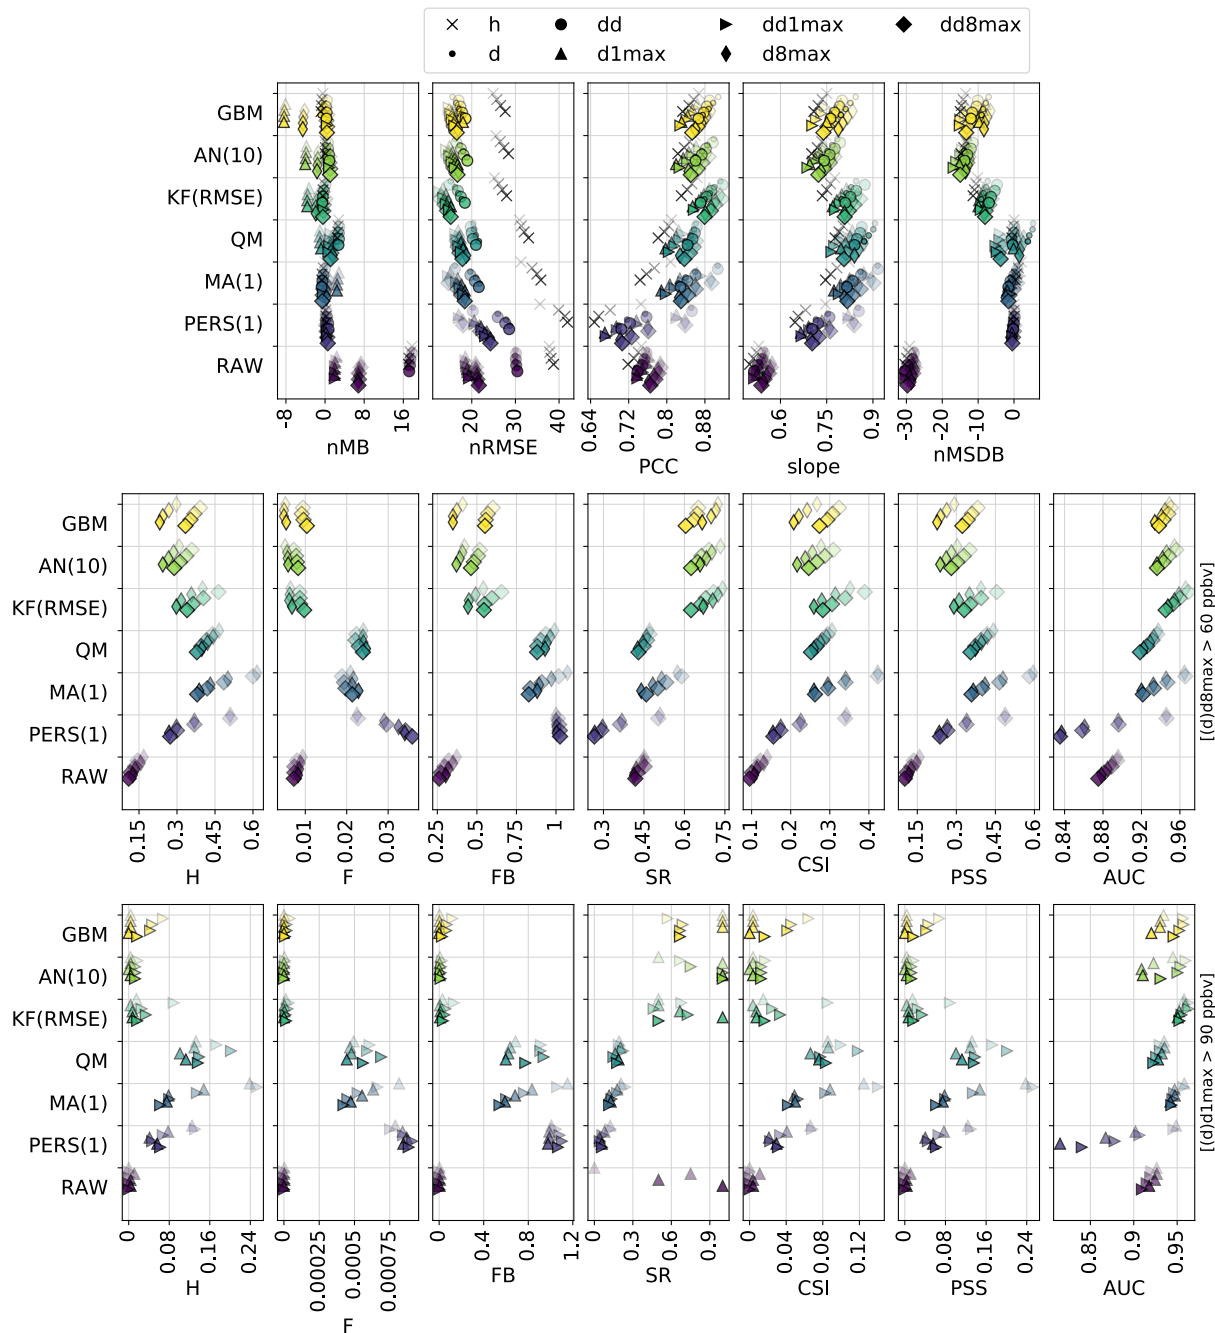 h dd dd1max dd8max
d d1max d8max
GBM
AN(10)
KF(RMSE)
QM
MA(1)
PERS(1)
RAW
-8 0 8 16
20 30 40
0.64 0.72 0.8 0.88
0.6 0.75 0.9
-30 -20 -10 0
nMB nRMSE PCC slope nMSDB
GBM
AN(10)
KF(RMSE)
QM
MA(1)
PERS(1)
RAW
[(d)d8max > 60 ppbv]
0.15 0.3 0.45 0.6
0.01 0.02 0.03
0.25 0.5 0.75 1
0.3 0.45 0.6 0.75
0.1 0.2 0.3 0.4
0.15 0.3 0.45 0.6
0.84 0.88 0.92 0.96
H F FB SR CSI PSS AUC
GBM
AN(10)
KF(RMSE)
QM
MA(1)
PERS(1)
RAW
[(d)d1max > 90 ppbv]
0.08 0.16 0.24
0.00025 0.0005 0.00075
0.4 0.8 1.2
0 0.3 0.6 0.9
0 0.04 0.08 0.12
0 0.08 0.16 0.24
0.85 0.9 0.95
H F FB SR CSI PSS AUC